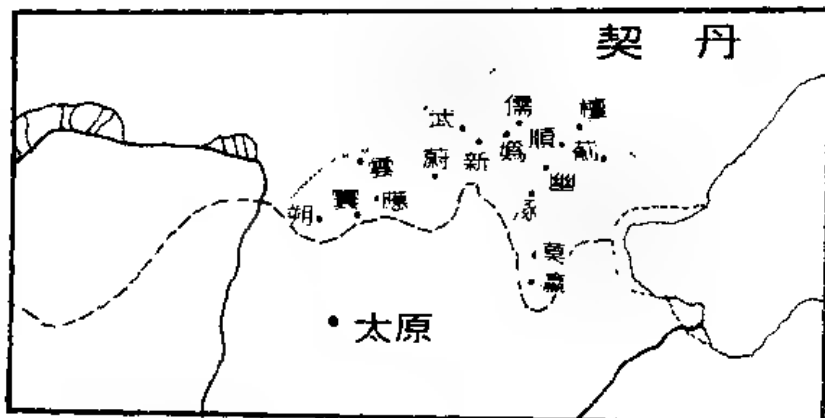 契丹
檀
儒
武
順
媯
薊
新
蔚
雲
幽
涿
應
寰
朔
莫
瀛
太原